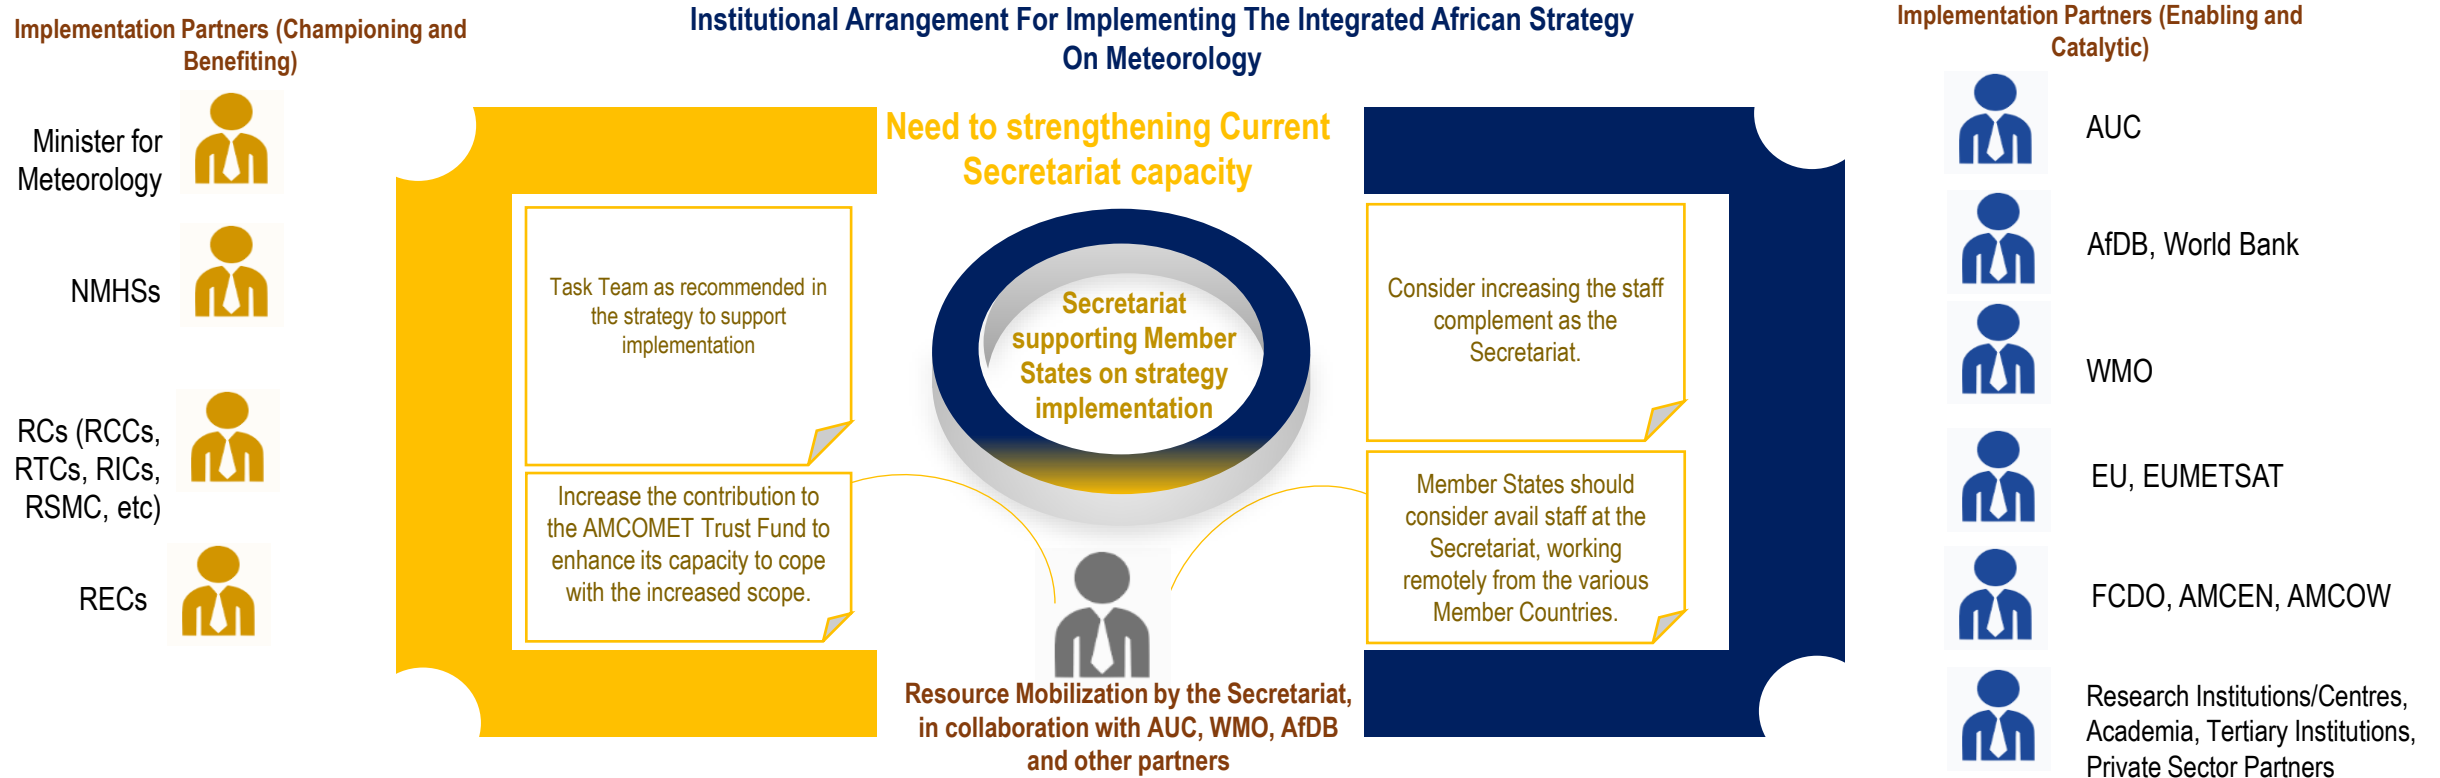 Institutional Arrangement For Implementing The Integrated African Strategy
On Meteorology
Implementation Partners (Championing and
Benefiting)
Minister for
Meteorology
NMHSs
RCs (RCCs,
RTCs, RICs,
RSMC, etc)
RECs
Need to strengthening Current
Secretariat capacity
Task Team as recommended in
the strategy to support
implementation
Increase the contribution to
the AMCOMET Trust Fund to
enhance its capacity to cope
with the increased scope.
Secretariat
supporting Member
States on strategy
implementation
Consider increasing the staff
complement as the
Secretariat.
Member States should
consider avail staff at the
Secretariat, working
remotely from the various
Member Countries.
Resource Mobilization by the Secretariat,
in collaboration with AUC, WMO, AfDB
and other partners
Implementation Partners (Enabling and
Catalytic)
AUC
AfDB, World Bank
WMO
EU, EUMETSAT
FCDO, AMCEN, AMCOW
Research Institutions/Centres,
Academia, Tertiary Institutions,
Private Sector Partners